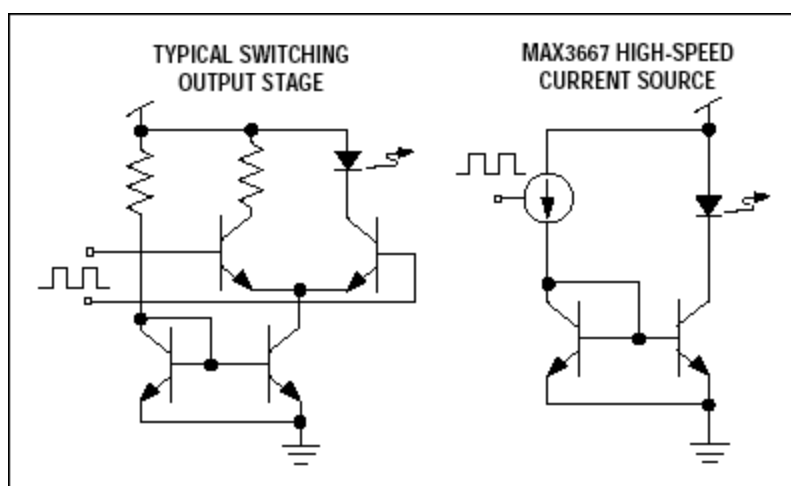 TYPICAL SWITCHING
OUTPUT STAGE
MAX3667 HIGH-SPEED
CURRENT SOURCE